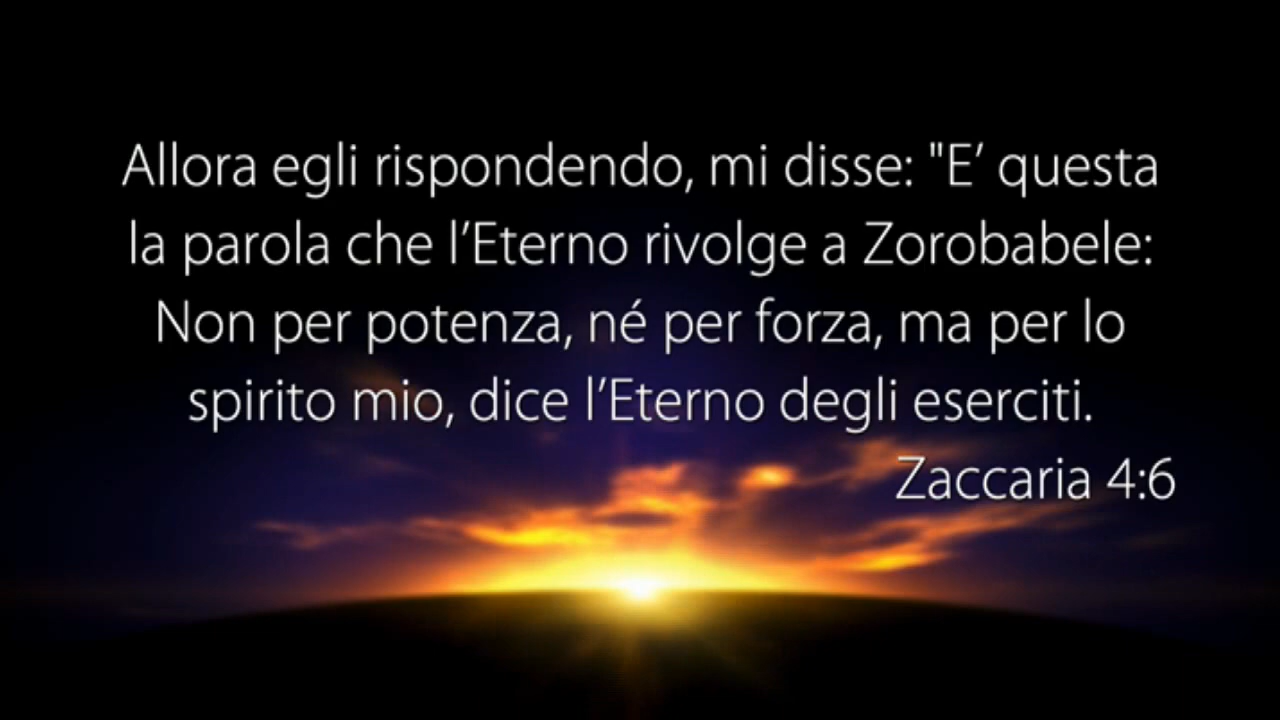 Allora egli rispondendo, mi disse: "E’ questa
la parola che l’Eterno rivolge a Zorobabele:
Non per potenza, né per forza, ma per lo
spirito mio, dice l’Eterno degli eserciti.
Zaccaria 4:6